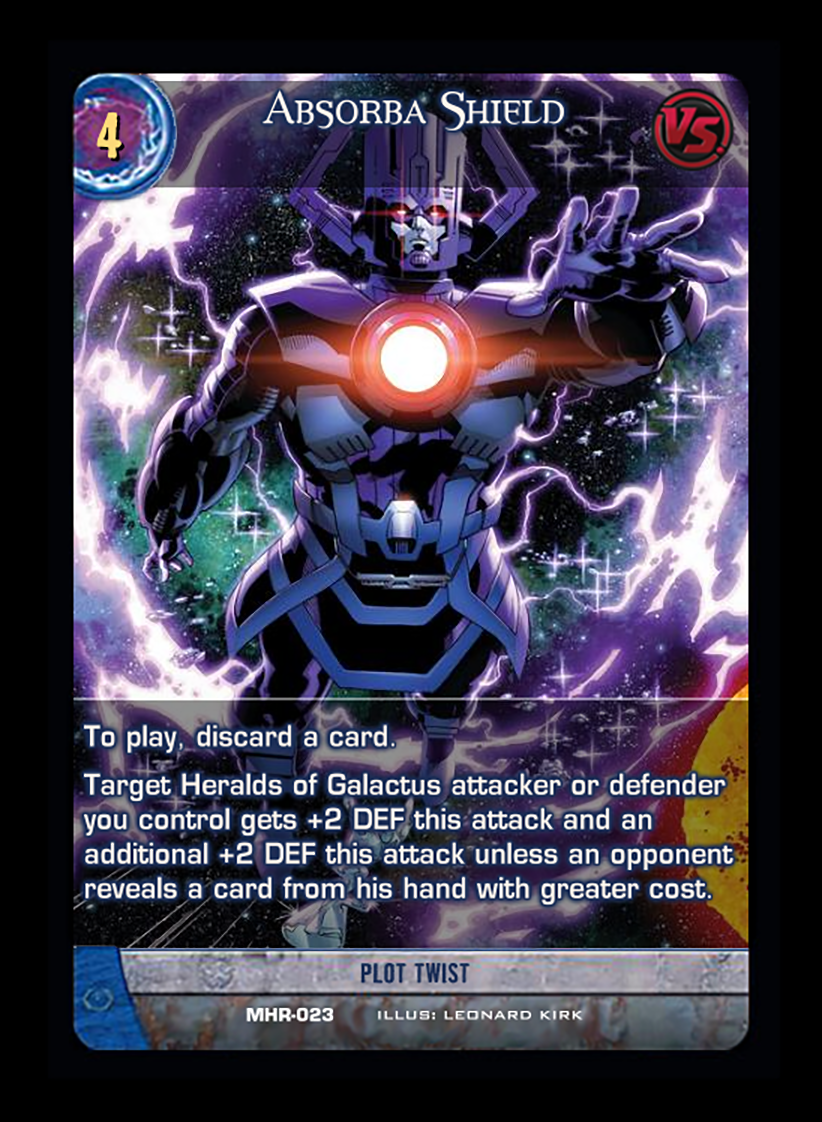 4
Absorba Shield
VS.
To play, discard a card.
Target Heralds of Galactus attacker or defender
you control gets +2 DEF this attack and an
additional +2 DEF this attack unless an opponent
reveals a card from his hand with greater cost.
PLOT TWIST
MHR-023 ILLUS: LEONARD KIRK